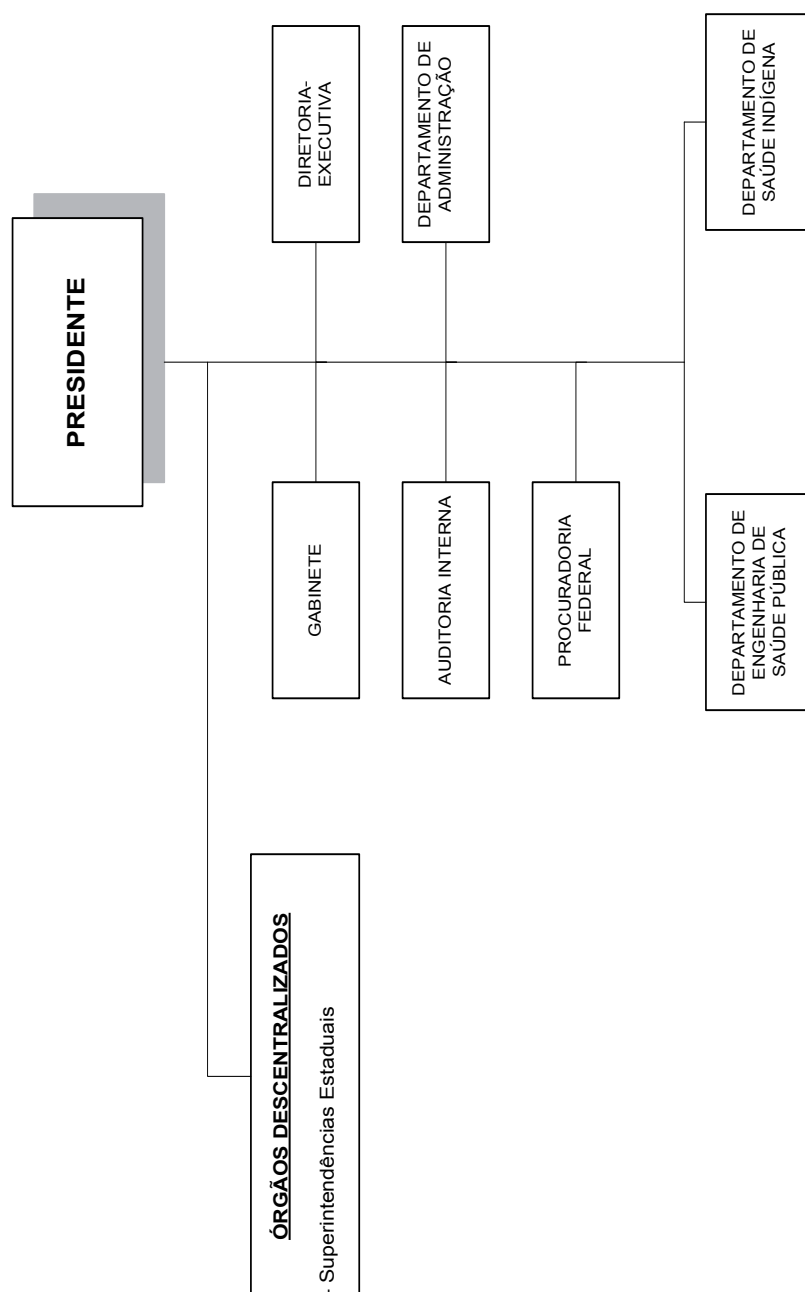 PRESIDENTE
DIRETORIA-
EXECUTIVA
GABINETE
DEPARTAMENTO DE
ADMINISTRAÇÃO
AUDITORIA INTERNA
PROCURADORIA
FEDERAL
DEPARTAMENTO DE
SAÚDE INDÍGENA
DEPARTAMENTO DE
ENGENHARIA DE
SAÚDE PÚBLICA
ÓRGÃOS DESCENTRALIZADOS
- Superintendências Estaduais